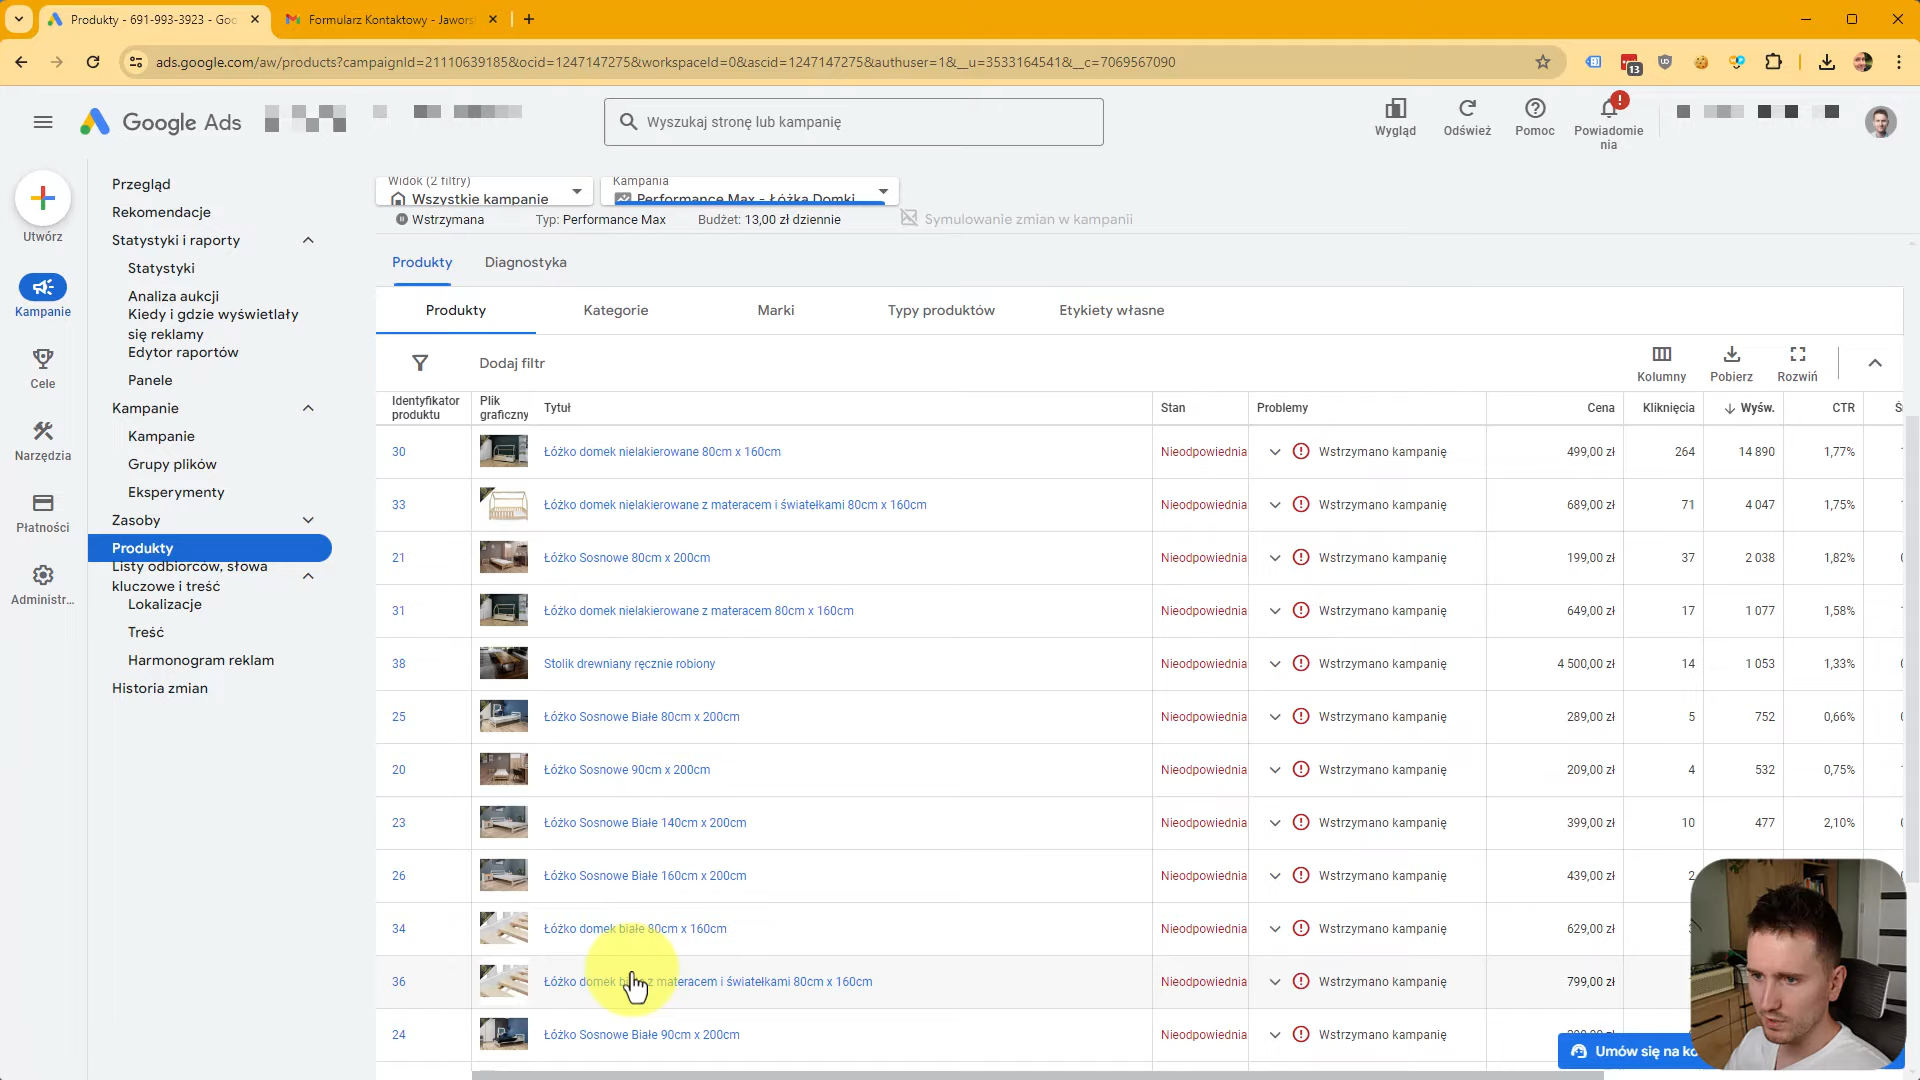 Produkty - 691-993-3923 - Goo
Formularz Kontaktowy - Jawors
ads.google.com/aw/products?campaignId=21110639185&ocid=1247147275&workspaceId=0&ascid=1247147275&authuser=1&__u=3533164541&__c=7069567090
13
Google Ads
Wyszukaj stronę lub kampanię
Wygląd
Odśwież
Pomoc
Powiadomie
nia
Utwórz
Kampanie
Cele
Narzędzia
Płatności
Administr...
Przegląd
Rekomendacje
Statystyki i raporty
Statystyki
Analiza aukcji
Kiedy i gdzie wyświetlały
się reklamy
Edytor raportów
Panele
Kampanie
Kampanie
Grupy plików
Eksperymenty
Zasoby
Produkty
Listy odbiorców, słowa
kluczowe i treść
Lokalizacje
Treść
Harmonogram reklam
Historia zmian
Widok (2 filtry)
Wszystkie kampanie
Kampania
Performance Max - Łóżka Domki
Wstrzymana Typ: Performance Max Budżet: 13,00 zł dziennie Symulowanie zmian w kampanii
Produkty Diagnostyka
Produkty Kategorie Marki Typy produktów Etykiety własne
Dodaj filtr
Kolumny Pobierz Rozwiń
Identyfikator produktu Plik graficzny Tytuł Stan Problemy Cena Kliknięcia Wyśw. CTR
30 Łóżko domek nielakierowane 80cm x 160cm Nieodpowiednia Wstrzymano kampanię 499,00 zł 264 14 890 1,77%
33 Łóżko domek nielakierowane z materacem i światełkami 80cm x 160cm Nieodpowiednia Wstrzymano kampanię 689,00 zł 71 4 047 1,75%
21 Łóżko Sosnowe 80cm x 200cm Nieodpowiednia Wstrzymano kampanię 199,00 zł 37 2 038 1,82%
31 Łóżko domek nielakierowane z materacem 80cm x 160cm Nieodpowiednia Wstrzymano kampanię 649,00 zł 17 1 077 1,58%
38 Stolik drewniany ręcznie robiony Nieodpowiednia Wstrzymano kampanię 4 500,00 zł 14 1 053 1,33%
25 Łóżko Sosnowe Białe 80cm x 200cm Nieodpowiednia Wstrzymano kampanię 289,00 zł 5 752 0,66%
20 Łóżko Sosnowe 90cm x 200cm Nieodpowiednia Wstrzymano kampanię 209,00 zł 4 532 0,75%
23 Łóżko Sosnowe Białe 140cm x 200cm Nieodpowiednia Wstrzymano kampanię 399,00 zł 10 477 2,10%
26 Łóżko Sosnowe Białe 160cm x 200cm Nieodpowiednia Wstrzymano kampanię 439,00 zł 2
34 Łóżko domek białe 80cm x 160cm Nieodpowiednia Wstrzymano kampanię 629,00 zł
36 Łóżko domek z materacem i światełkami 80cm x 160cm Nieodpowiednia Wstrzymano kampanię 799,00 zł
24 Łóżko Sosnowe Białe 90cm x 200cm Nieodpowiednia Wstrzymano kampanię
Umów się na ko